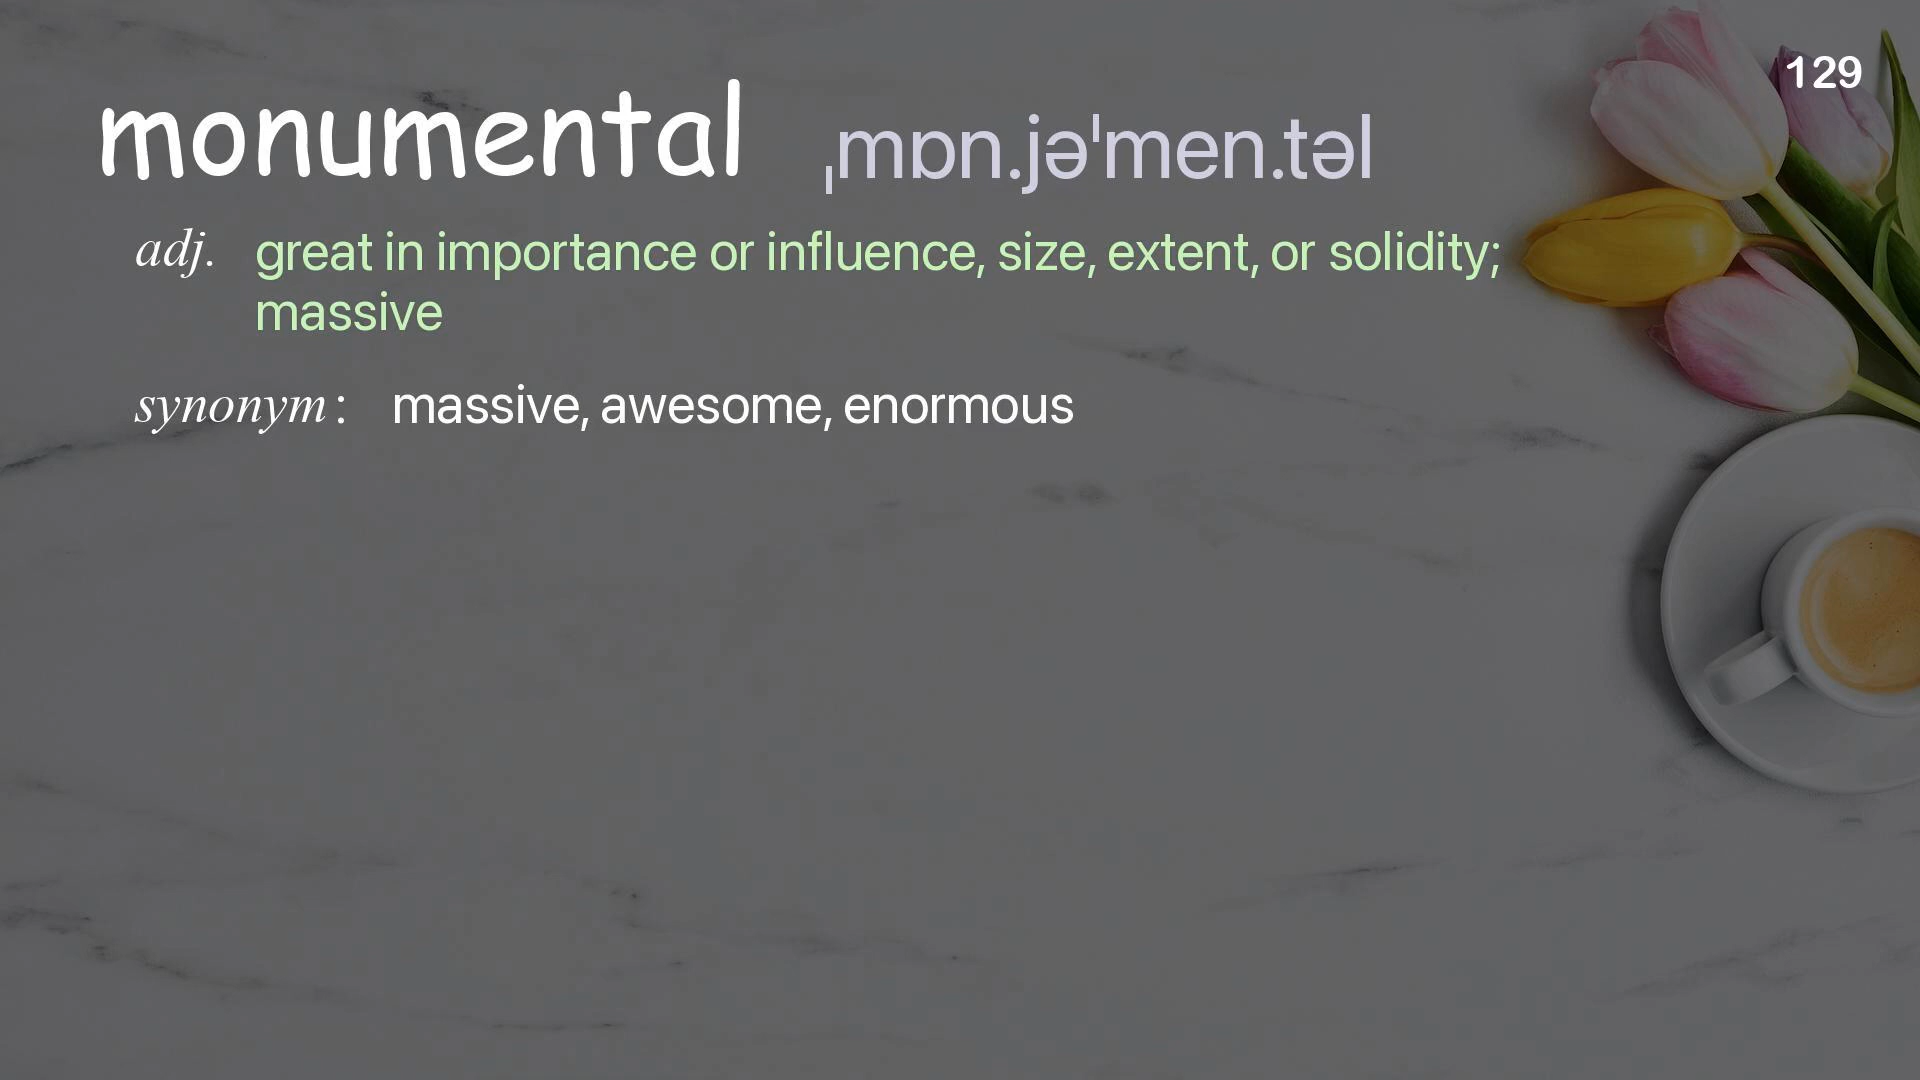 129
monumental ˌmɒn.jəˈmen.təl
adj. great in importance or influence, size, extent, or solidity;
massive
synonym: massive, awesome, enormous